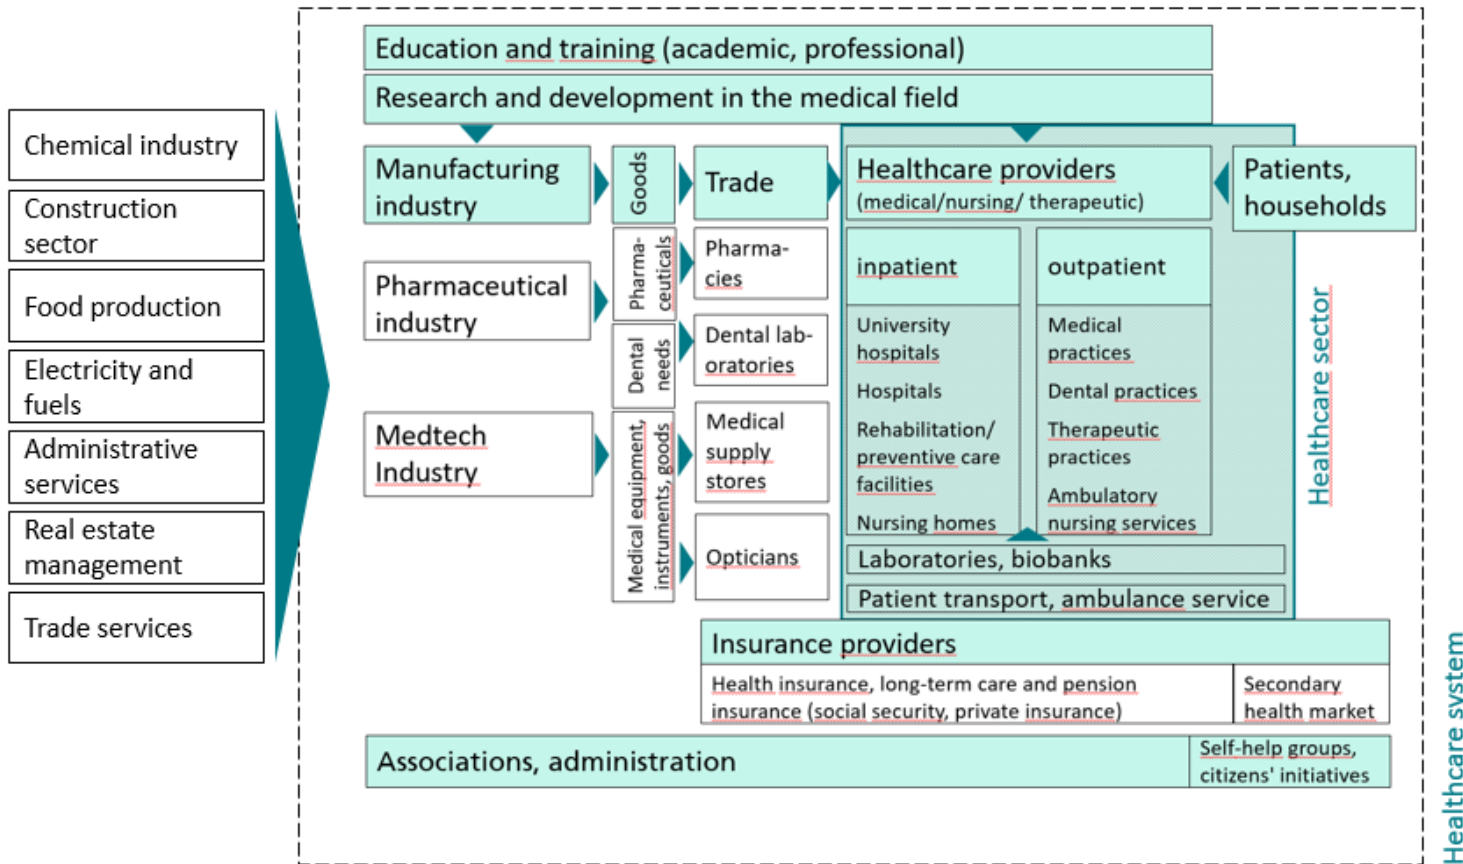 Education and training (academic, professional)
Research and development in the medical field
Chemical industry
Construction
sector
Food production
Electricity and
fuels
Administrative
services
Real estate
management
Trade services
Manufacturing
industry
Goods
Trade
Healthcare providers
(medical/nursing/ therapeutic)
Patients,
households
Pharmaceutical
industry
Medtech
Industry
Pharma-
ceuticals
Dental
needs
Medical equipment,
instruments, goods
Pharma-
cies
Dental lab-
oratories
Medical
supply
stores
Opticians
inpatient
University
hospitals
Hospitals
Rehabilitation/
preventive care
facilities
Nursing homes
outpatient
Medical
practices
Dental practices
Therapeutic
practices
Ambulatory
nursing services
Laboratories, biobanks
Patient transport, ambulance service
Healthcare sector
Insurance providers
Health insurance, long-term care and pension
insurance (social security, private insurance)
Secondary
health market
Associations, administration
Self-help groups,
citizens' initiatives
Healthcare system